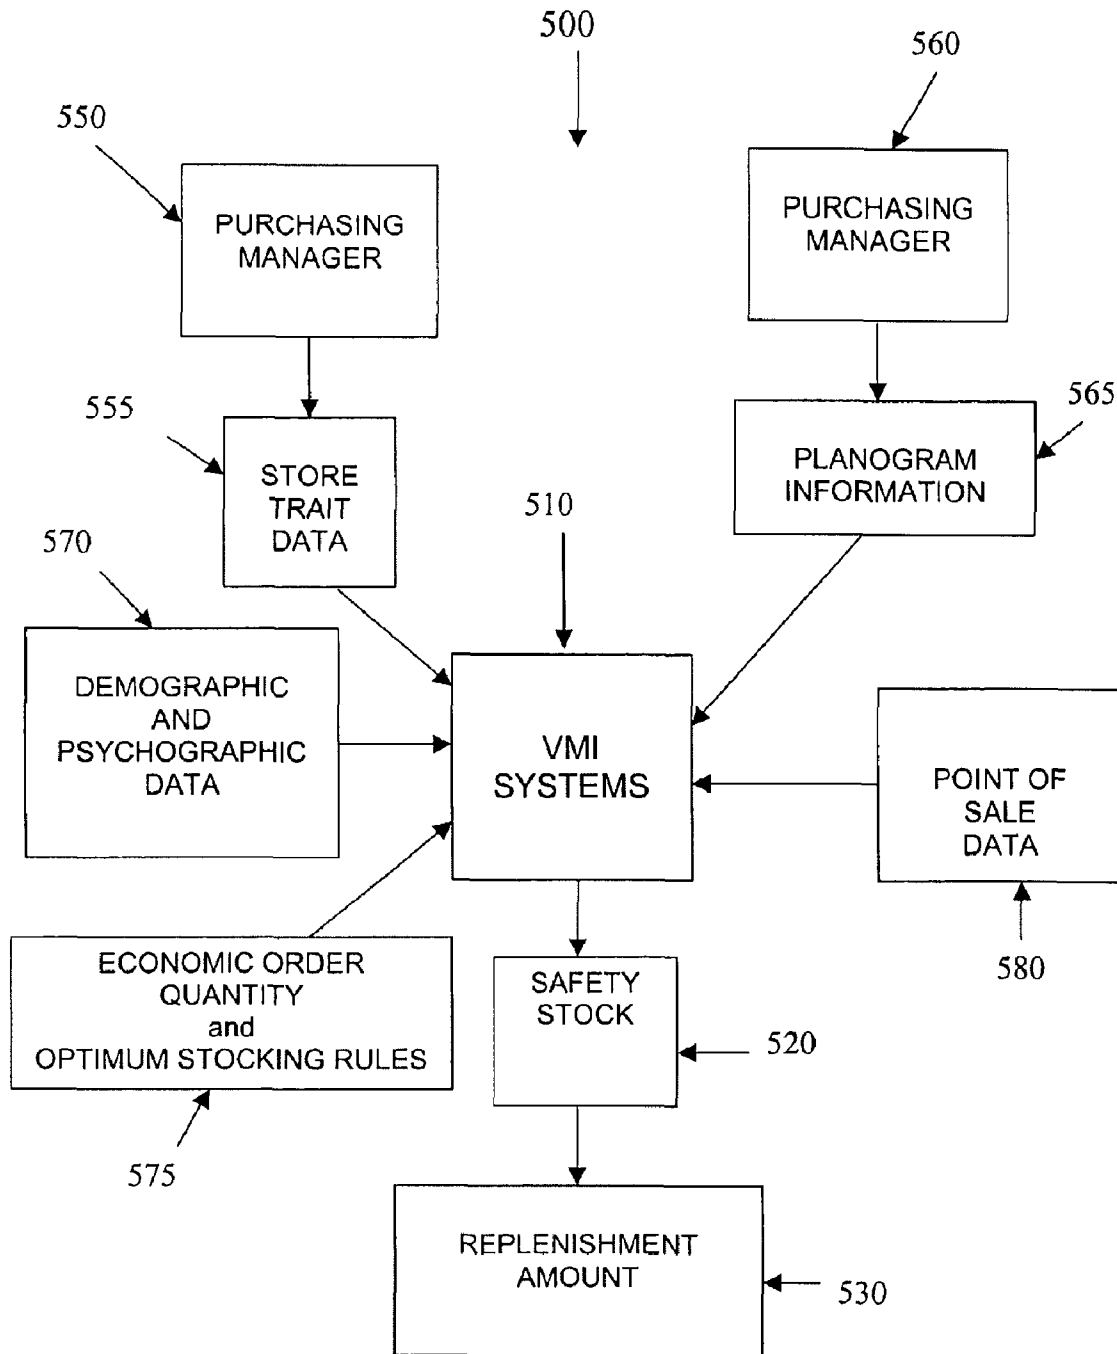 500
560
550
PURCHASING
MANAGER
PURCHASING
MANAGER
555
565
STORE
TRAIT
DATA
PLANOGRAM
INFORMATION
510
570
DEMOGRAPHIC
AND
PSYCHOGRAPHIC
DATA
VMI
SYSTEMS
POINT OF
SALE
DATA
580
ECONOMIC ORDER
QUANTITY
and
OPTIMUM STOCKING RULES
SAFETY
STOCK
520
575
REPLENISHMENT
AMOUNT
530